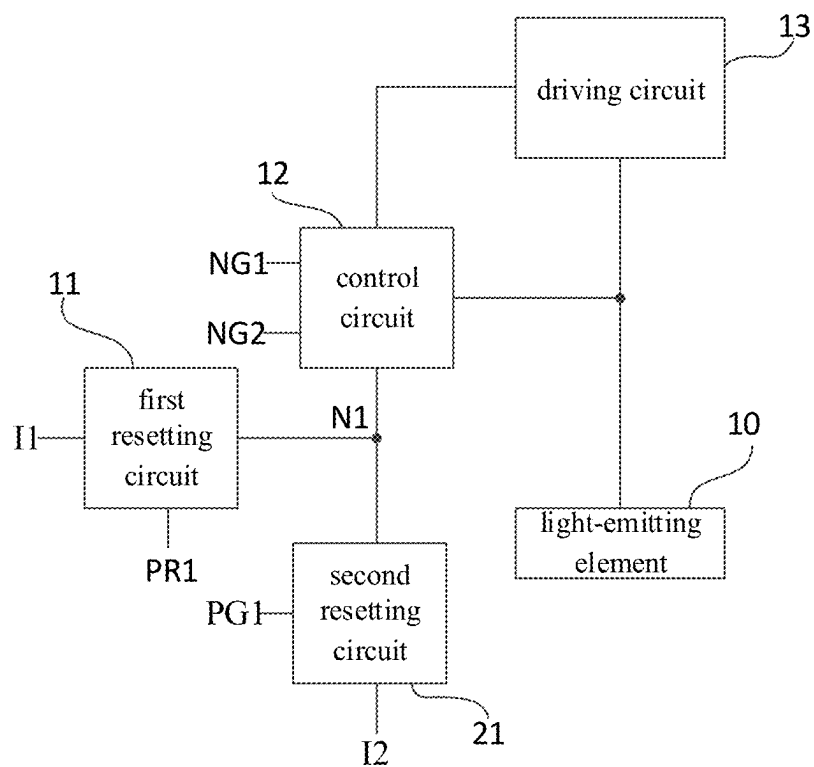 13
driving circuit
12
NG1
control
circuit
NG2
11
first
resetting
circuit
I1
N1
10
PR1
light-emitting
element
second
resetting
circuit
PG1
21
I2